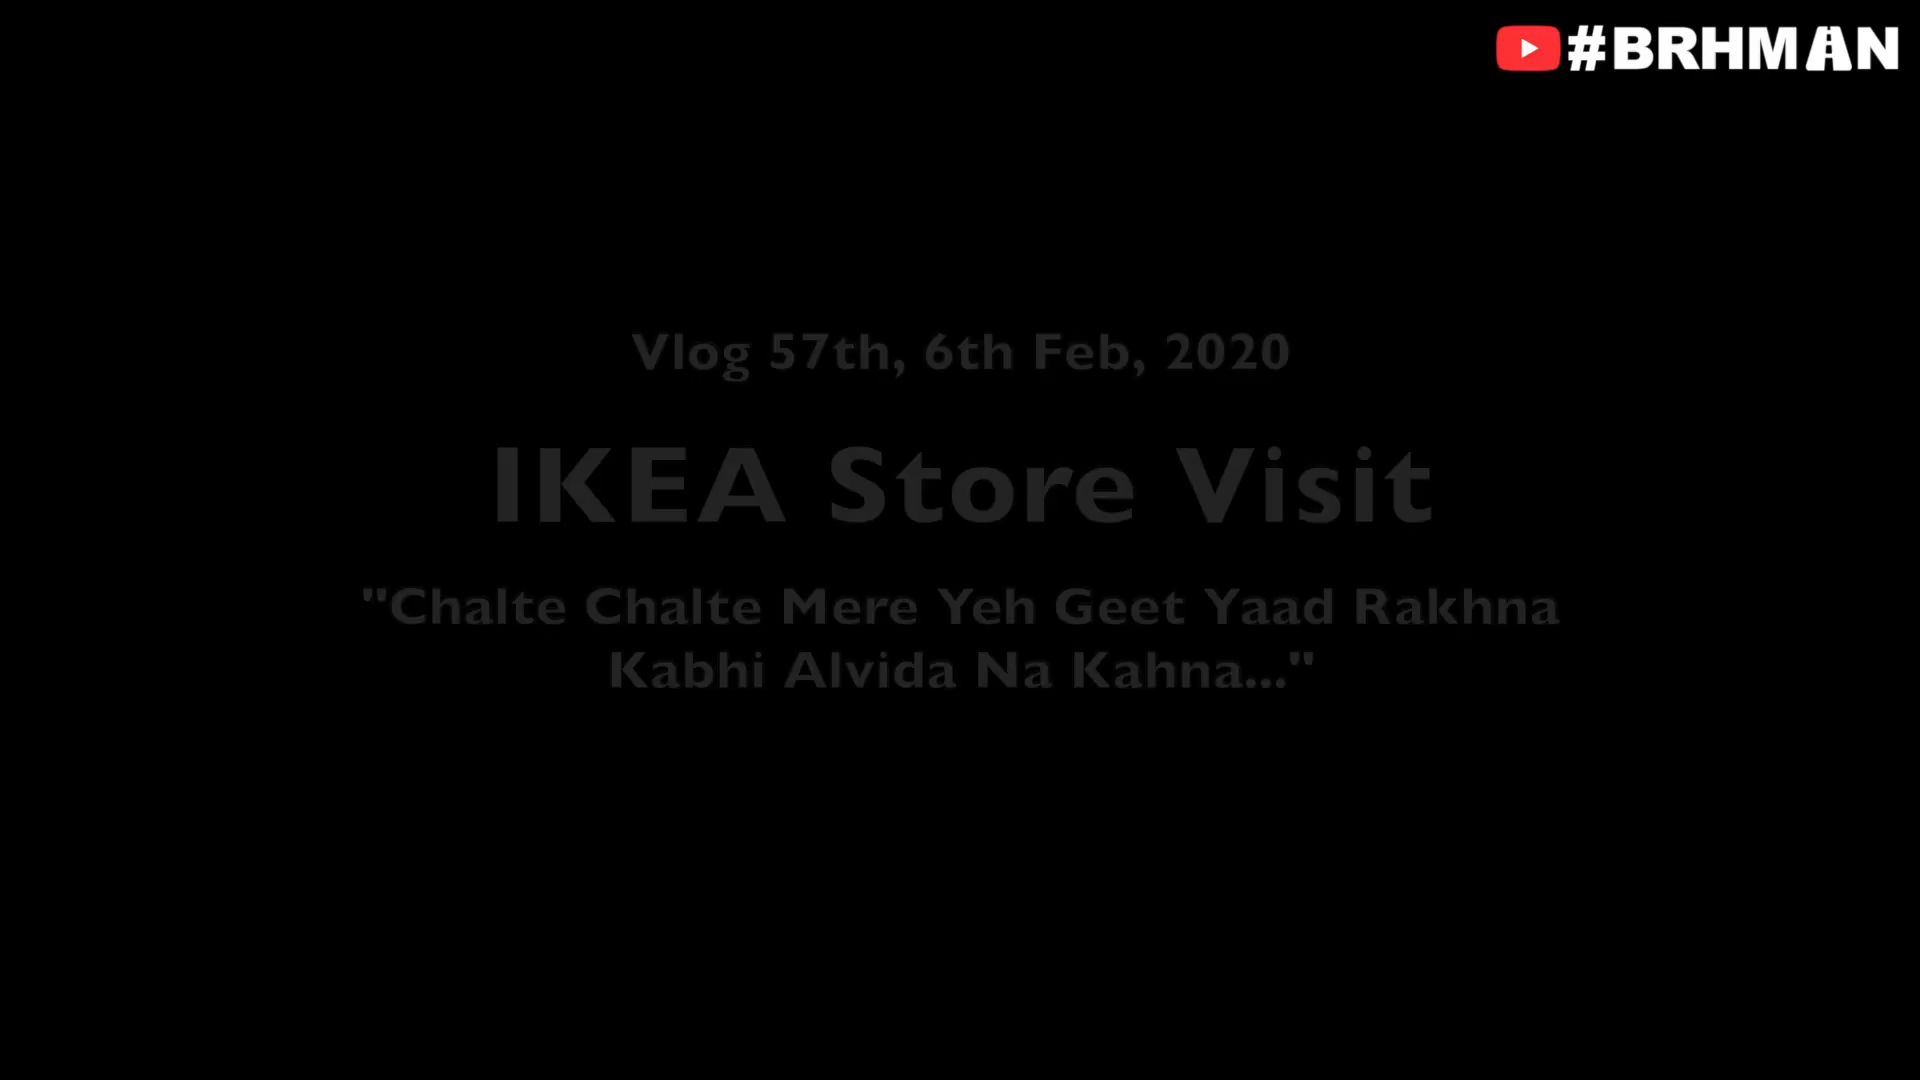 #BRHMAN
Vlog 57th, 6th Feb, 2020
IKEA Store Visit
"Chalte Chalte Mere Yeh Geet Yaad Rakhna
Kabhi Alvida Na Kahna..."